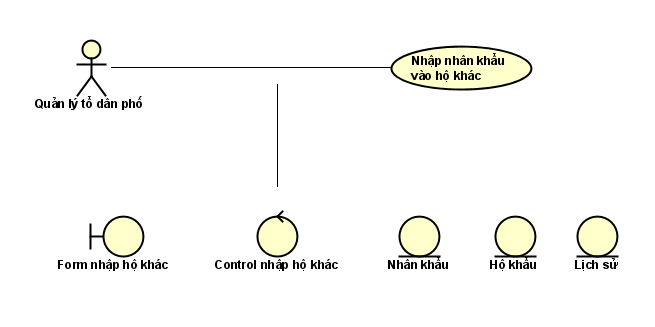 Nhập nhân khẩu
vào hộ khác
Quản lý tổ dân phố
Form nhập hộ khác
Control nhập hộ khác
Nhân khẩu
Hộ khẩu
Lịch sử